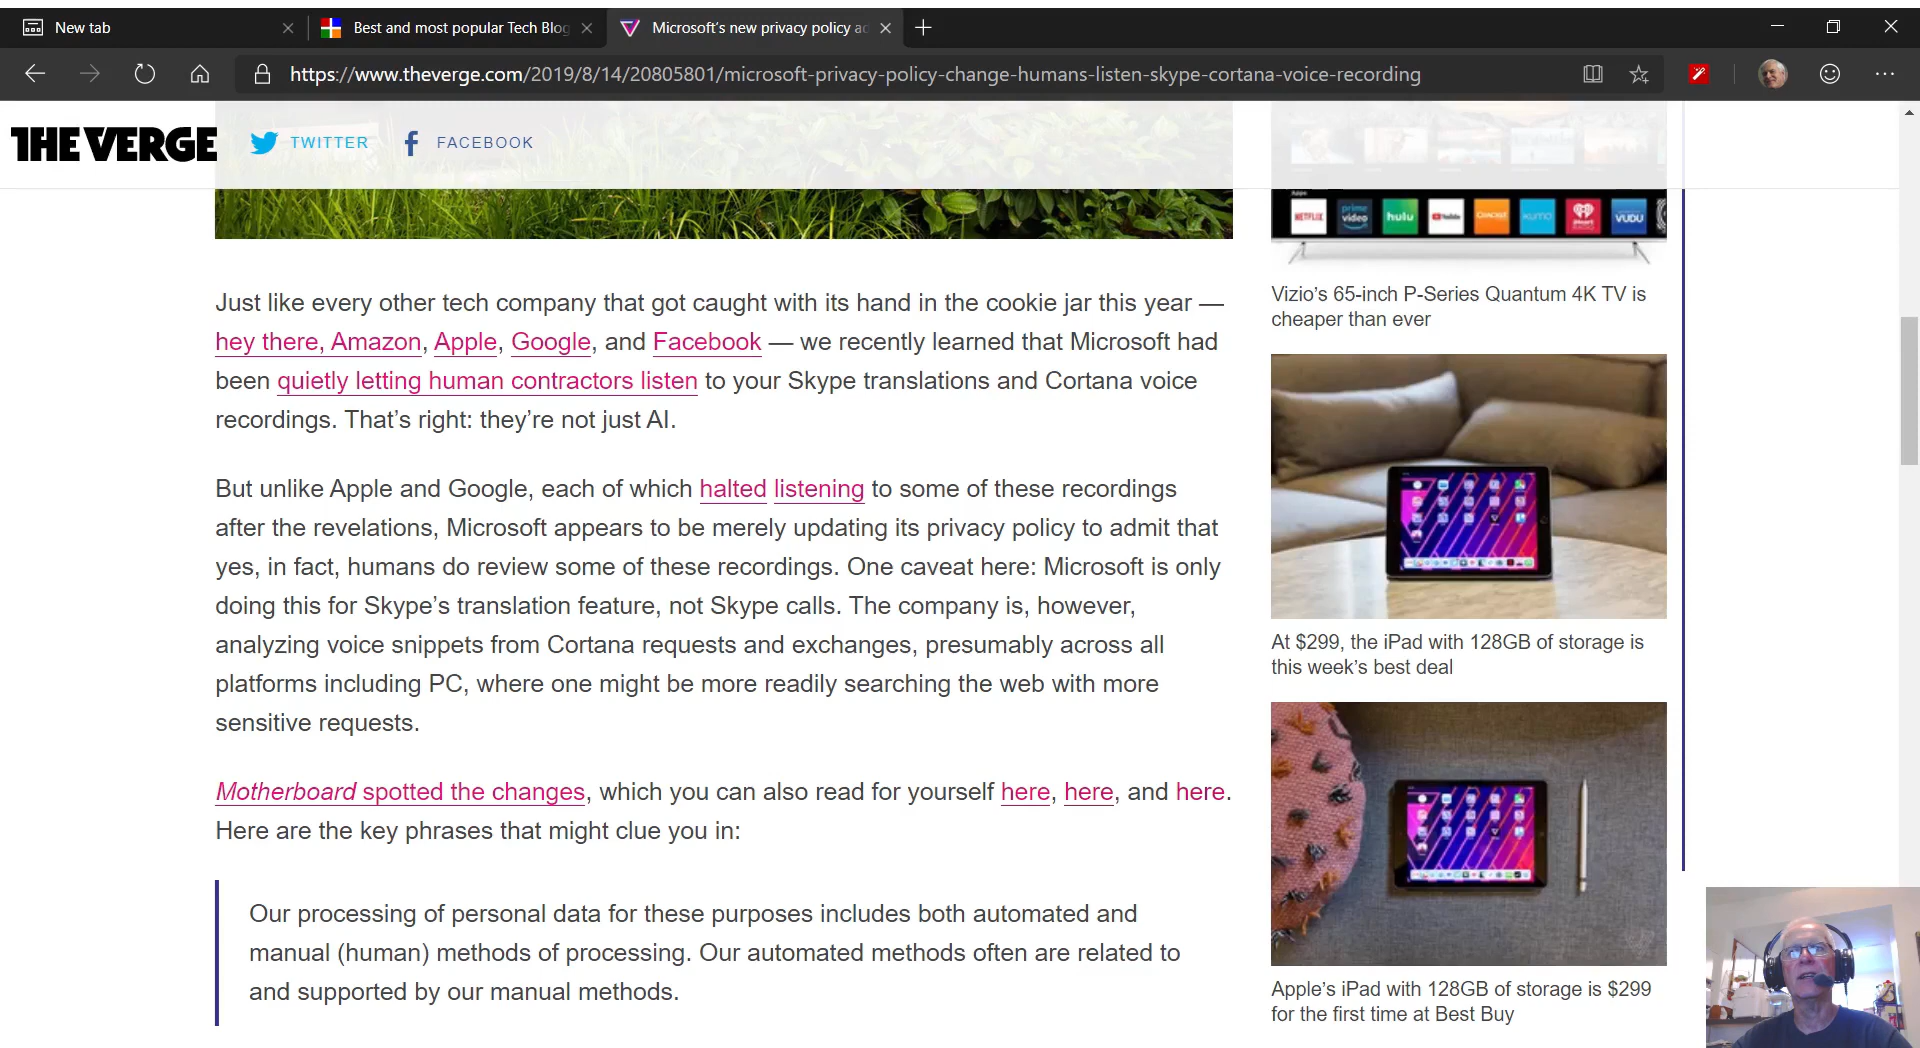 New tab
Best and most popular Tech Blog
Microsoft's new privacy policy ad
https://www.theverge.com/2019/8/14/20805801/microsoft-privacy-policy-change-humans-listen-skype-cortana-voice-recording
THE VERGE
TWITTER
FACEBOOK
Apps
NETFLIX prime video hulu YouTube CRACKLE XUMO iHeart RADIO VUDU
Just like every other tech company that got caught with its hand in the cookie jar this year —
hey there, Amazon, Apple, Google, and Facebook — we recently learned that Microsoft had
been quietly letting human contractors listen to your Skype translations and Cortana voice
recordings. That's right: they're not just AI.
But unlike Apple and Google, each of which halted listening to some of these recordings
after the revelations, Microsoft appears to be merely updating its privacy policy to admit that
yes, in fact, humans do review some of these recordings. One caveat here: Microsoft is only
doing this for Skype's translation feature, not Skype calls. The company is, however,
analyzing voice snippets from Cortana requests and exchanges, presumably across all
platforms including PC, where one might be more readily searching the web with more
sensitive requests.
Motherboard spotted the changes, which you can also read for yourself here, here, and here.
Here are the key phrases that might clue you in:
Our processing of personal data for these purposes includes both automated and
manual (human) methods of processing. Our automated methods often are related to
and supported by our manual methods.
Vizio's 65-inch P-Series Quantum 4K TV is
cheaper than ever
At $299, the iPad with 128GB of storage is
this week's best deal
Apple's iPad with 128GB of storage is $299
for the first time at Best Buy